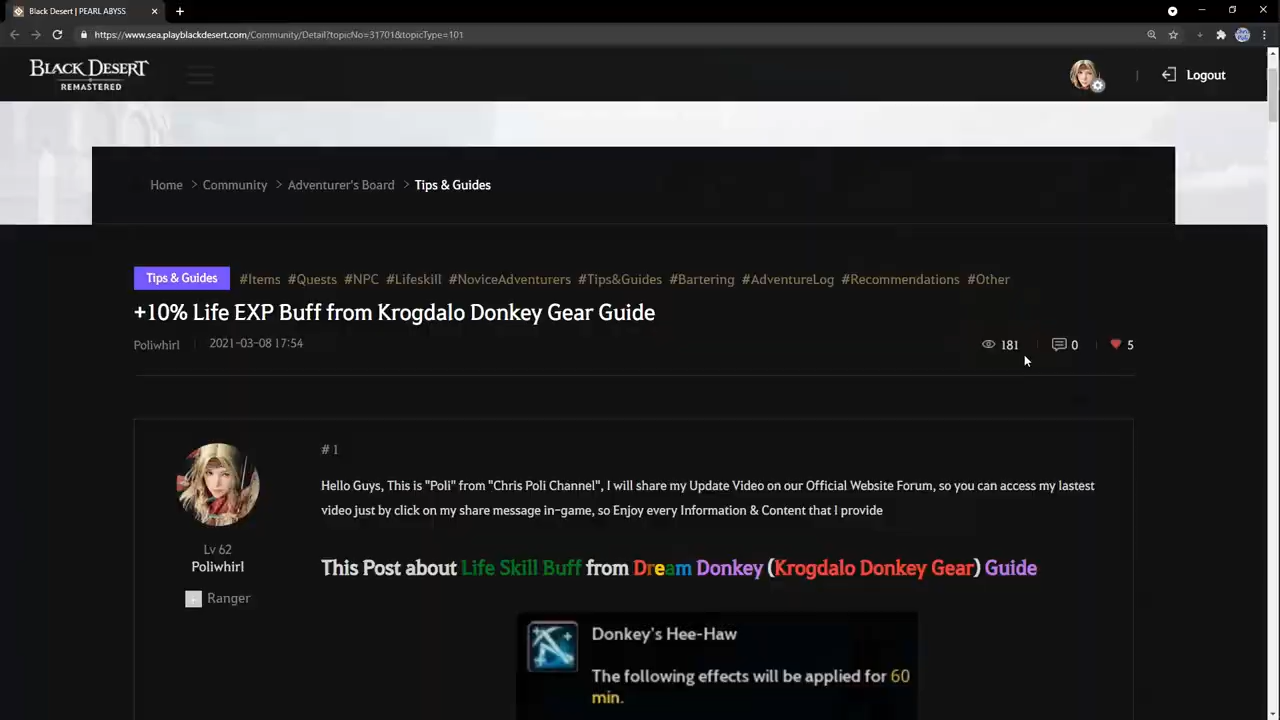 Black Desert | PEARL ABYSS
https://www.sea.playblackdesert.com/Community/Detail?topicNo=31701&topicType=101
BLACK DESERT
REMASTERED
Logout
Home > Community > Adventurer's Board > Tips & Guides
Tips & Guides #Items #Quests #NPC #Lifeskill #NoviceAdventurers #Tips&Guides #Bartering #AdventureLog #Recommendations #Other
+10% Life EXP Buff from Krogdalo Donkey Gear Guide
Poliwhirl 2021-03-08 17:54
181 0 5
# 1
Hello Guys, This is "Poli" from "Chris Poli Channel", I will share my Update Video on our Official Website Forum, so you can access my lastest
video just by click on my share message in-game, so Enjoy every Information & Content that I provide
Lv 62
Poliwhirl
Ranger
This Post about Life Skill Buff from Dream Donkey (Krogdalo Donkey Gear) Guide
Donkey's Hee-Haw
The following effects will be applied for 60
min.